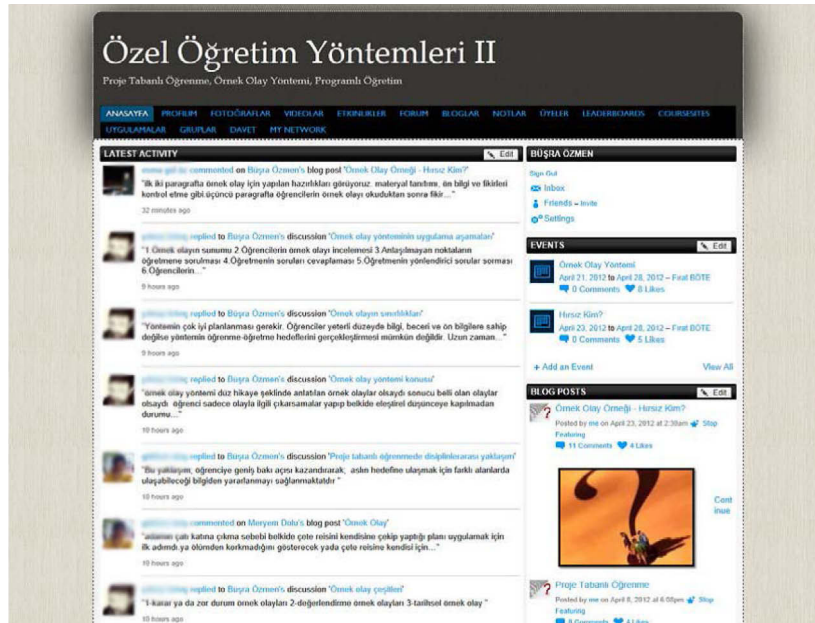 Özel Öğretim Yöntemleri II
Proje Tabanlı Öğrenme, Örnek Olay Yöntemi, Programlı Öğretim
ANASAYFA PROFILIM FOTOĞRAFLAR VIDEOLAR ETKINLIKLER FORUM BLOGLAR NOTLAR ÜYELER LEADERBOARDS COURSESITES
UYGULAMALAR GRUPLAR DAVET MY NETWORK
LATEST ACTIVITY Edit
commented on Büşra Özmen's blog post 'Örnek Olay Örneği - Hırsız Kim?'
"İlk iki paragrafta örnek olay için yapılan hazırlıkları görüyoruz. materyal tanıtımı, ön bilgi ve fikirleri
kontrol etme gibi.üçüncü paragrafta öğrencilerin örnek olayı okuduktan sonra fikir…"
32 minutes ago
replied to Büşra Özmen's discussion 'Örnek olay yönteminin uygulama aşamaları'
"1.Örnek olayın sunumu 2.Öğrencilerin örnek olayı incelemesi 3.Anlaşılmayan noktaların
öğretmene sorulması 4.Öğretmenin soruları cevaplaması 5.Öğretmenin yönlendirici sorular sorması
6.Öğrencilerin…"
9 hours ago
replied to Büşra Özmen's discussion 'Örnek olayın sınırlılıkları'
"Yöntemin çok iyi planlanması gerekir. Öğrenciler yeterli düzeyde bilgi, beceri ve ön bilgilere sahip
değilse yöntemin öğrenme-öğretme hedeflerini gerçekleştirmesi mümkün değildir. Uzun zaman…"
9 hours ago
replied to Büşra Özmen's discussion 'Örnek olay yöntemi konusu'
"örnek olay yöntemi düz hikaye şeklinde anlatılan örnek olaylar olsaydı sonucu belli olan olaylar
olsaydı öğrenci sadece olayla ilgili çıkarsamalar yapıp belkide eleştirel düşünceye kapılmadan
durumu…"
10 hours ago
replied to Büşra Özmen's discussion 'Proje tabanlı öğrenmede disiplinlerarası yaklaşım'
"Bu yaklaşım, öğrenciye geniş bakı açısı kazandırarak; aslın hedefine ulaşmak için farklı alanlarda
ulaşabileceği bilgiden yararlanmayı sağlanmaktatdır "
10 hours ago
commented on Meryem Dolu's blog post 'Örnek Olay'
"adamın çatı katına çıkma sebebi belkide çete reisini kendisine çekip yaptığı planı uygulamak için
ilk adımdı.ya ölümden korkmadığını gösterecek yada çete reisine kendisi için…"
10 hours ago
replied to Büşra Özmen's discussion 'Örnek olay çeşitleri'
"1-karar ya da zor durum örnek olayları 2-değerlendirme örnek olayları 3-tarihsel örnek olay "
10 hours ago
BÜŞRA ÖZMEN
Sign Out
Inbox
Friends – Invite
Settings
EVENTS Edit
Örnek Olay Yöntemi
April 21, 2012 to April 28, 2012 – Fırat BÖTE
0 Comments 8 Likes
Hırsız Kim?
April 23, 2012 to April 28, 2012 – Fırat BÖTE
0 Comments 5 Likes
+ Add an Event View All
BLOG POSTS Edit
Örnek Olay Örneği - Hırsız Kim?
Posted by me on April 23, 2012 at 2:39am Stop
Featuring
11 Comments 4 Likes
Cont
inue
Proje Tabanlı Öğrenme
Posted by me on April 8, 2012 at 6:08pm Stop
Featuring
Comments 4 Likes